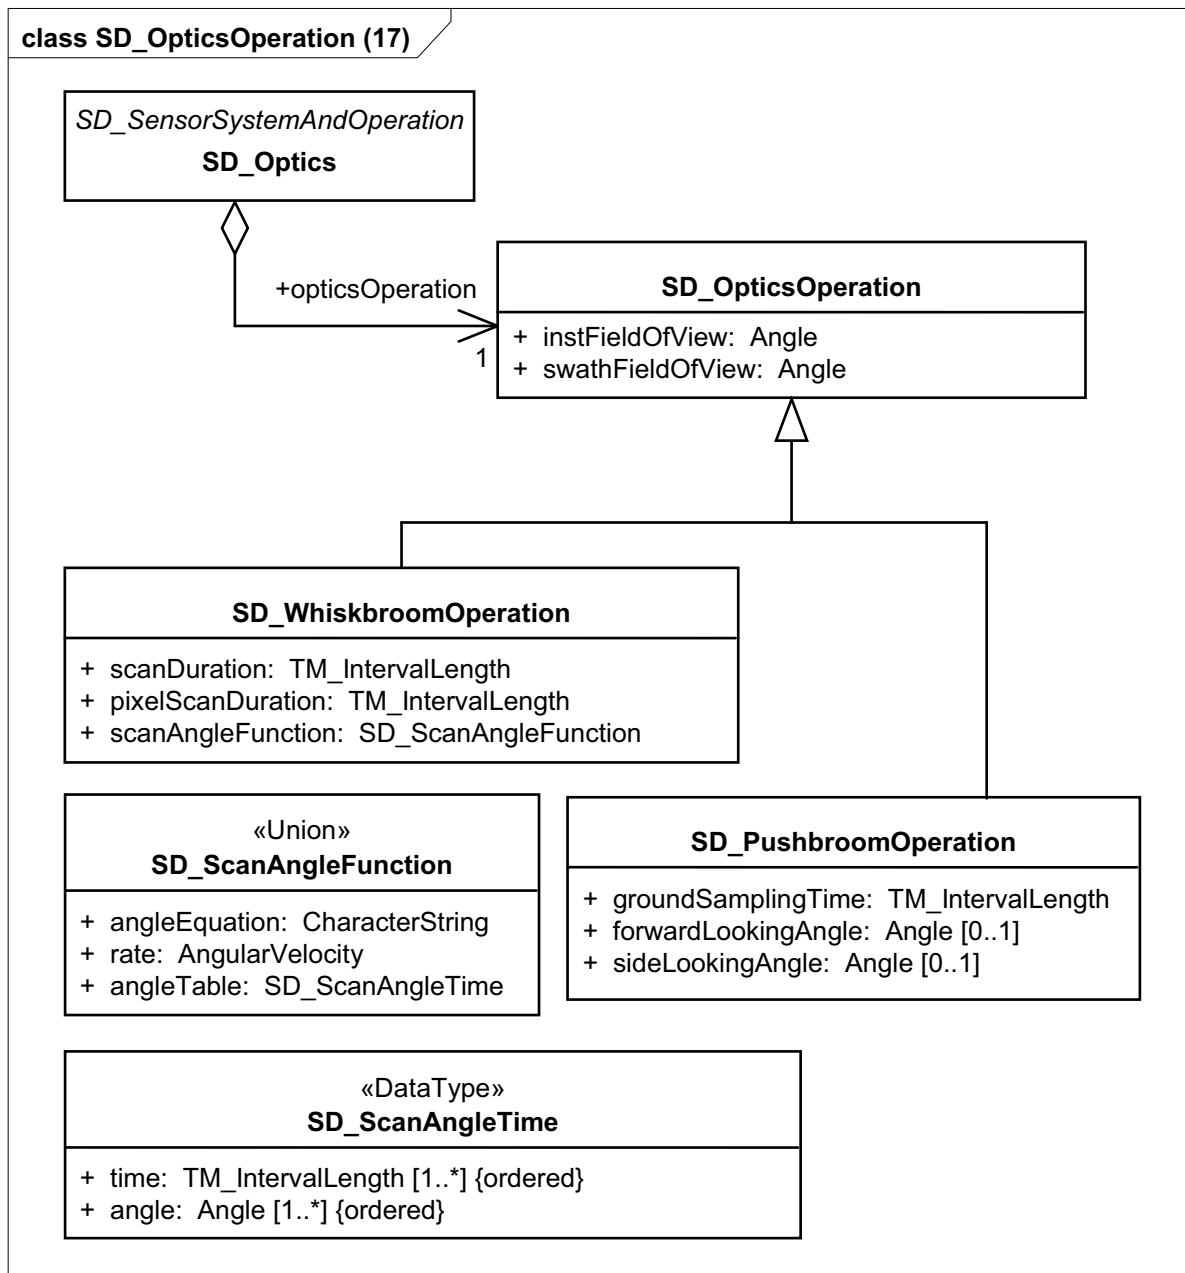 class SD_OpticsOperation (17)
SD_SensorSystemAndOperation
SD_Optics
+opticsOperation
1
SD_OpticsOperation
+ instFieldOfView: Angle
+ swathFieldOfView: Angle
SD_WhiskbroomOperation
+ scanDuration: TM_IntervalLength
+ pixelScanDuration: TM_IntervalLength
+ scanAngleFunction: SD_ScanAngleFunction
«Union»
SD_ScanAngleFunction
+ angleEquation: CharacterString
+ rate: AngularVelocity
+ angleTable: SD_ScanAngleTime
SD_PushbroomOperation
+ groundSamplingTime: TM_IntervalLength
+ forwardLookingAngle: Angle [0..1]
+ sideLookingAngle: Angle [0..1]
«DataType»
SD_ScanAngleTime
+ time: TM_IntervalLength [1..*] {ordered}
+ angle: Angle [1..*] {ordered}